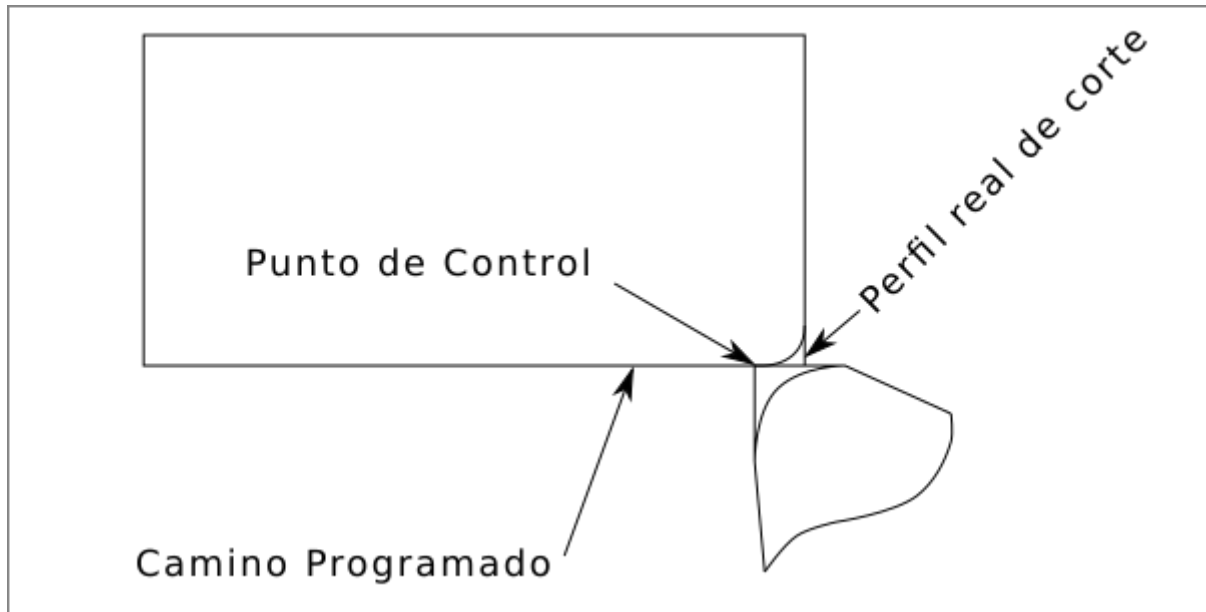 Perfil real de corte
Punto de Control
Camino Programado